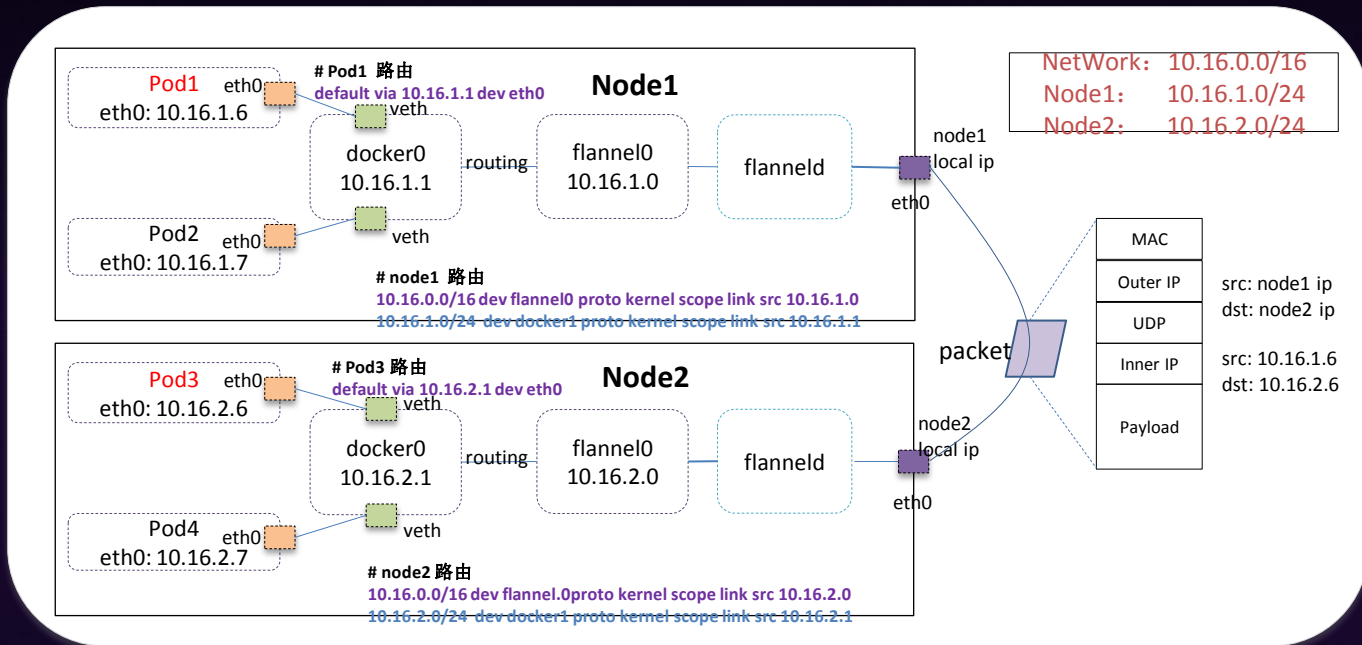 Pod1
eth0: 10.16.1.6
eth0
# Pod1 路由
default via 10.16.1.1 dev eth0
veth
Node1
docker0
10.16.1.1
routing
flannel0
10.16.1.0
flanneld
node1
local ip
eth0
Pod2
eth0: 10.16.1.7
eth0
veth
# node1 路由
10.16.0.0/16 dev flannel0 proto kernel scope link src 10.16.1.0
10.16.1.0/24 dev docker1 proto kernel scope link src 10.16.1.1
NetWork: 10.16.0.0/16
Node1: 10.16.1.0/24
Node2: 10.16.2.0/24
Pod3
eth0: 10.16.2.6
eth0
# Pod3 路由
default via 10.16.2.1 dev eth0
veth
Node2
docker0
10.16.2.1
routing
flannel0
10.16.2.0
flanneld
node2
local ip
eth0
Pod4
eth0: 10.16.2.7
eth0
veth
# node2 路由
10.16.0.0/16 dev flannel.0proto kernel scope link src 10.16.2.0
10.16.2.0/24 dev docker1 proto kernel scope link src 10.16.2.1
packet
MAC
Outer IP
UDP
Inner IP
Payload
src: node1 ip
dst: node2 ip
src: 10.16.1.6
dst: 10.16.2.6